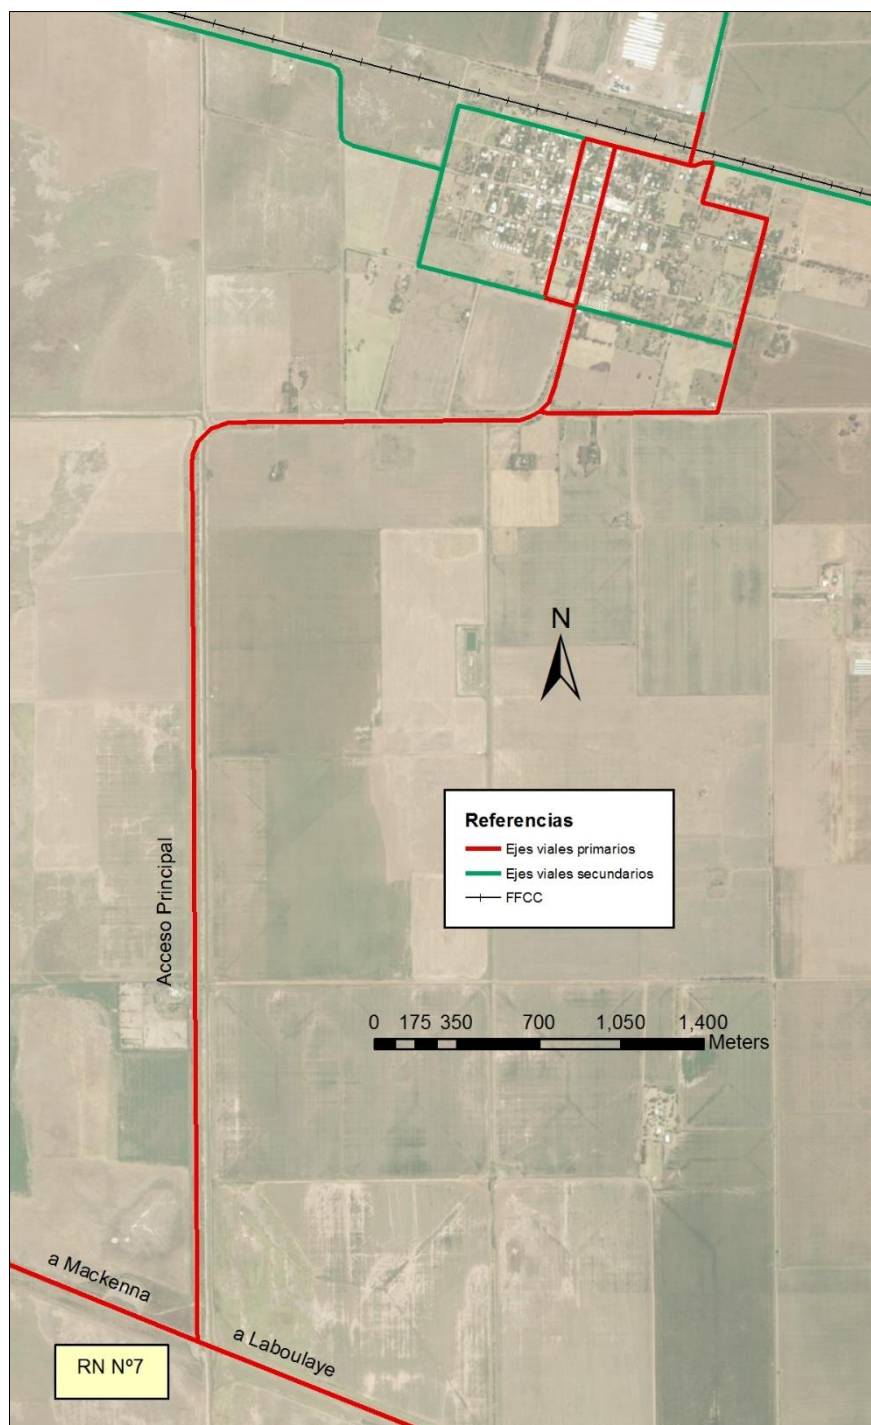 N
Referencias
Ejes viales primarios
Ejes viales secundarios
FFCC
Acceso Principal
0 175 350 700 1,050 1,400
Meters
a Mackenna
a Laboulaye
RN Nº7